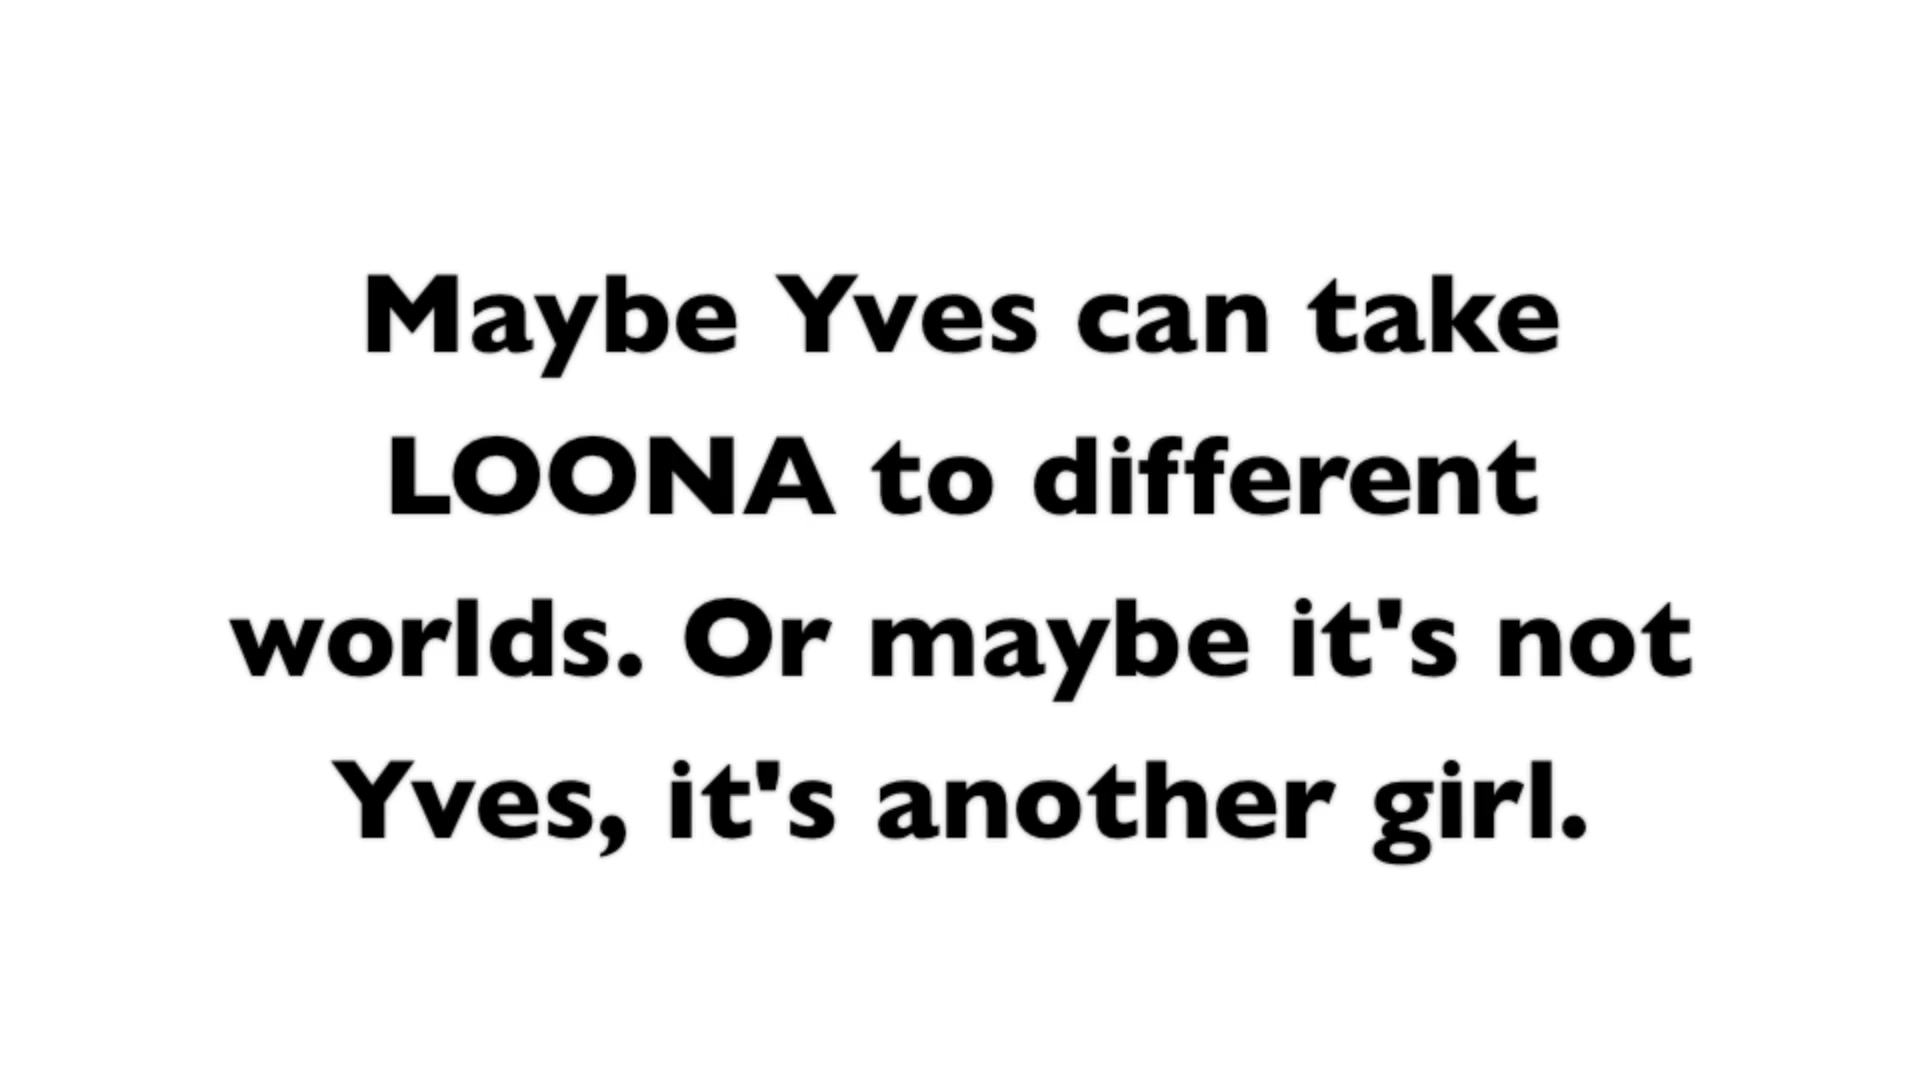 Maybe Yves can take
LOONA to different
worlds. Or maybe it's not
Yves, it's another girl.